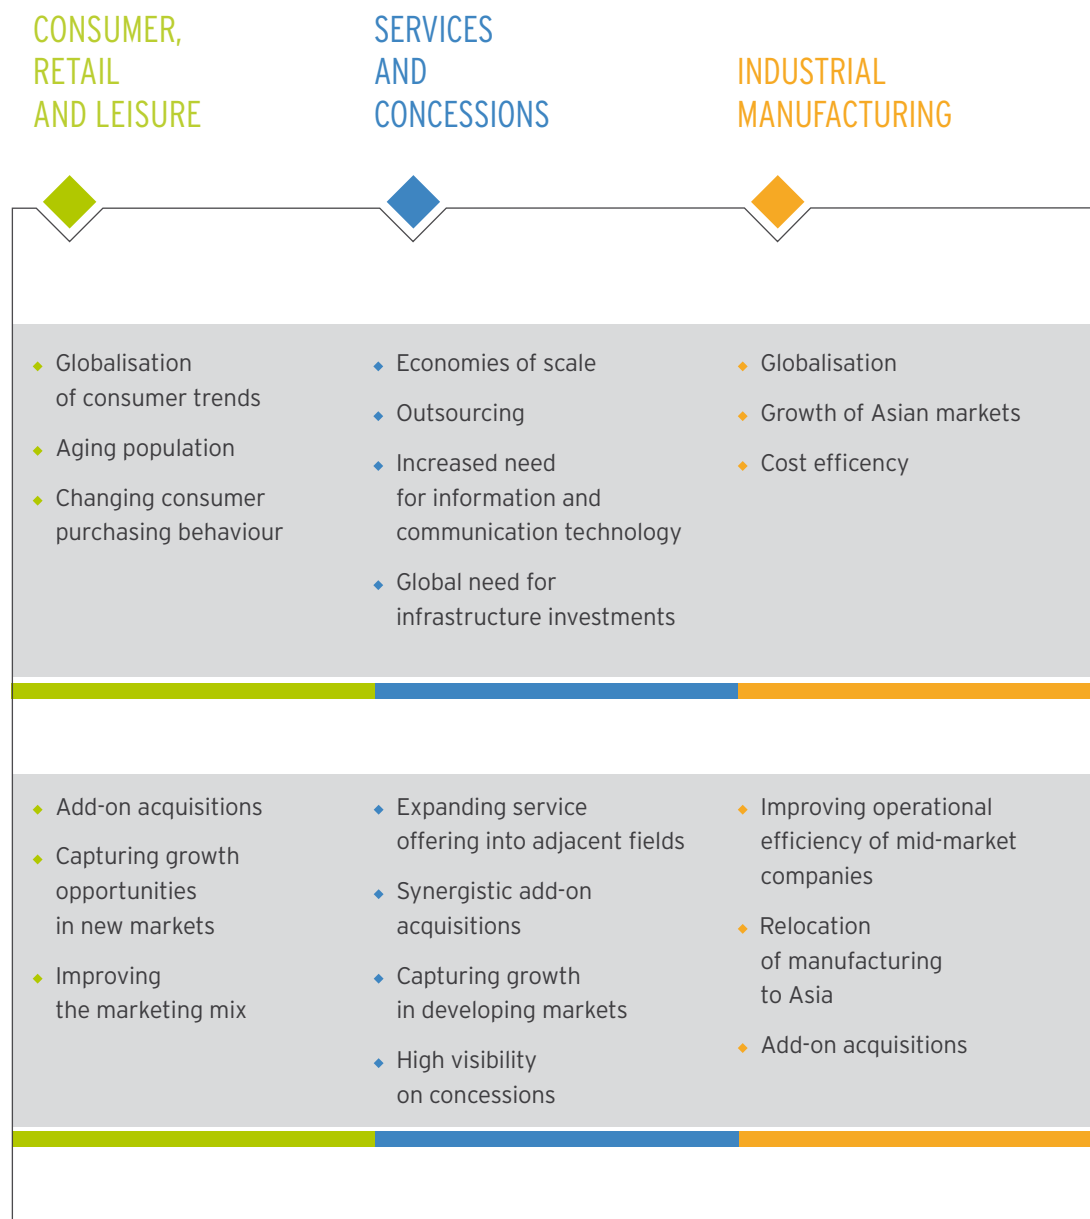 CONSUMER,
RETAIL
AND LEISURE
SERVICES
AND
CONCESSIONS
INDUSTRIAL
MANUFACTURING
Globalisation
of consumer trends
Aging population
Changing consumer
purchasing behaviour
Economies of scale
Outsourcing
Increased need
for information and
communication technology
Global need for
infrastructure investments
Globalisation
Growth of Asian markets
Cost efficency
Add-on acquisitions
Capturing growth
opportunities
in new markets
Improving
the marketing mix
Expanding service
offering into adjacent fields
Synergistic add-on
acquisitions
Capturing growth
in developing markets
High visibility
on concessions
Improving operational
efficiency of mid-market
companies
Relocation
of manufacturing
to Asia
Add-on acquisitions